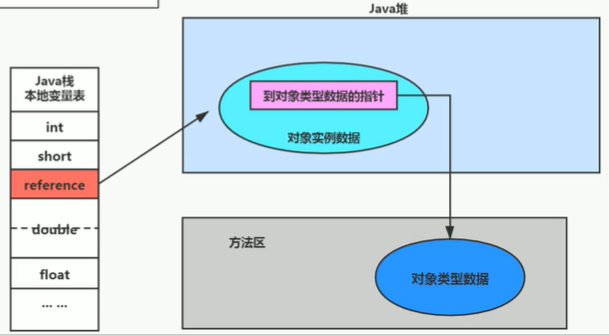 Java堆
Java栈
本地变量表
int
short
reference
double
float
... ...
到对象类型数据的指针
对象实例数据
方法区
对象类型数据